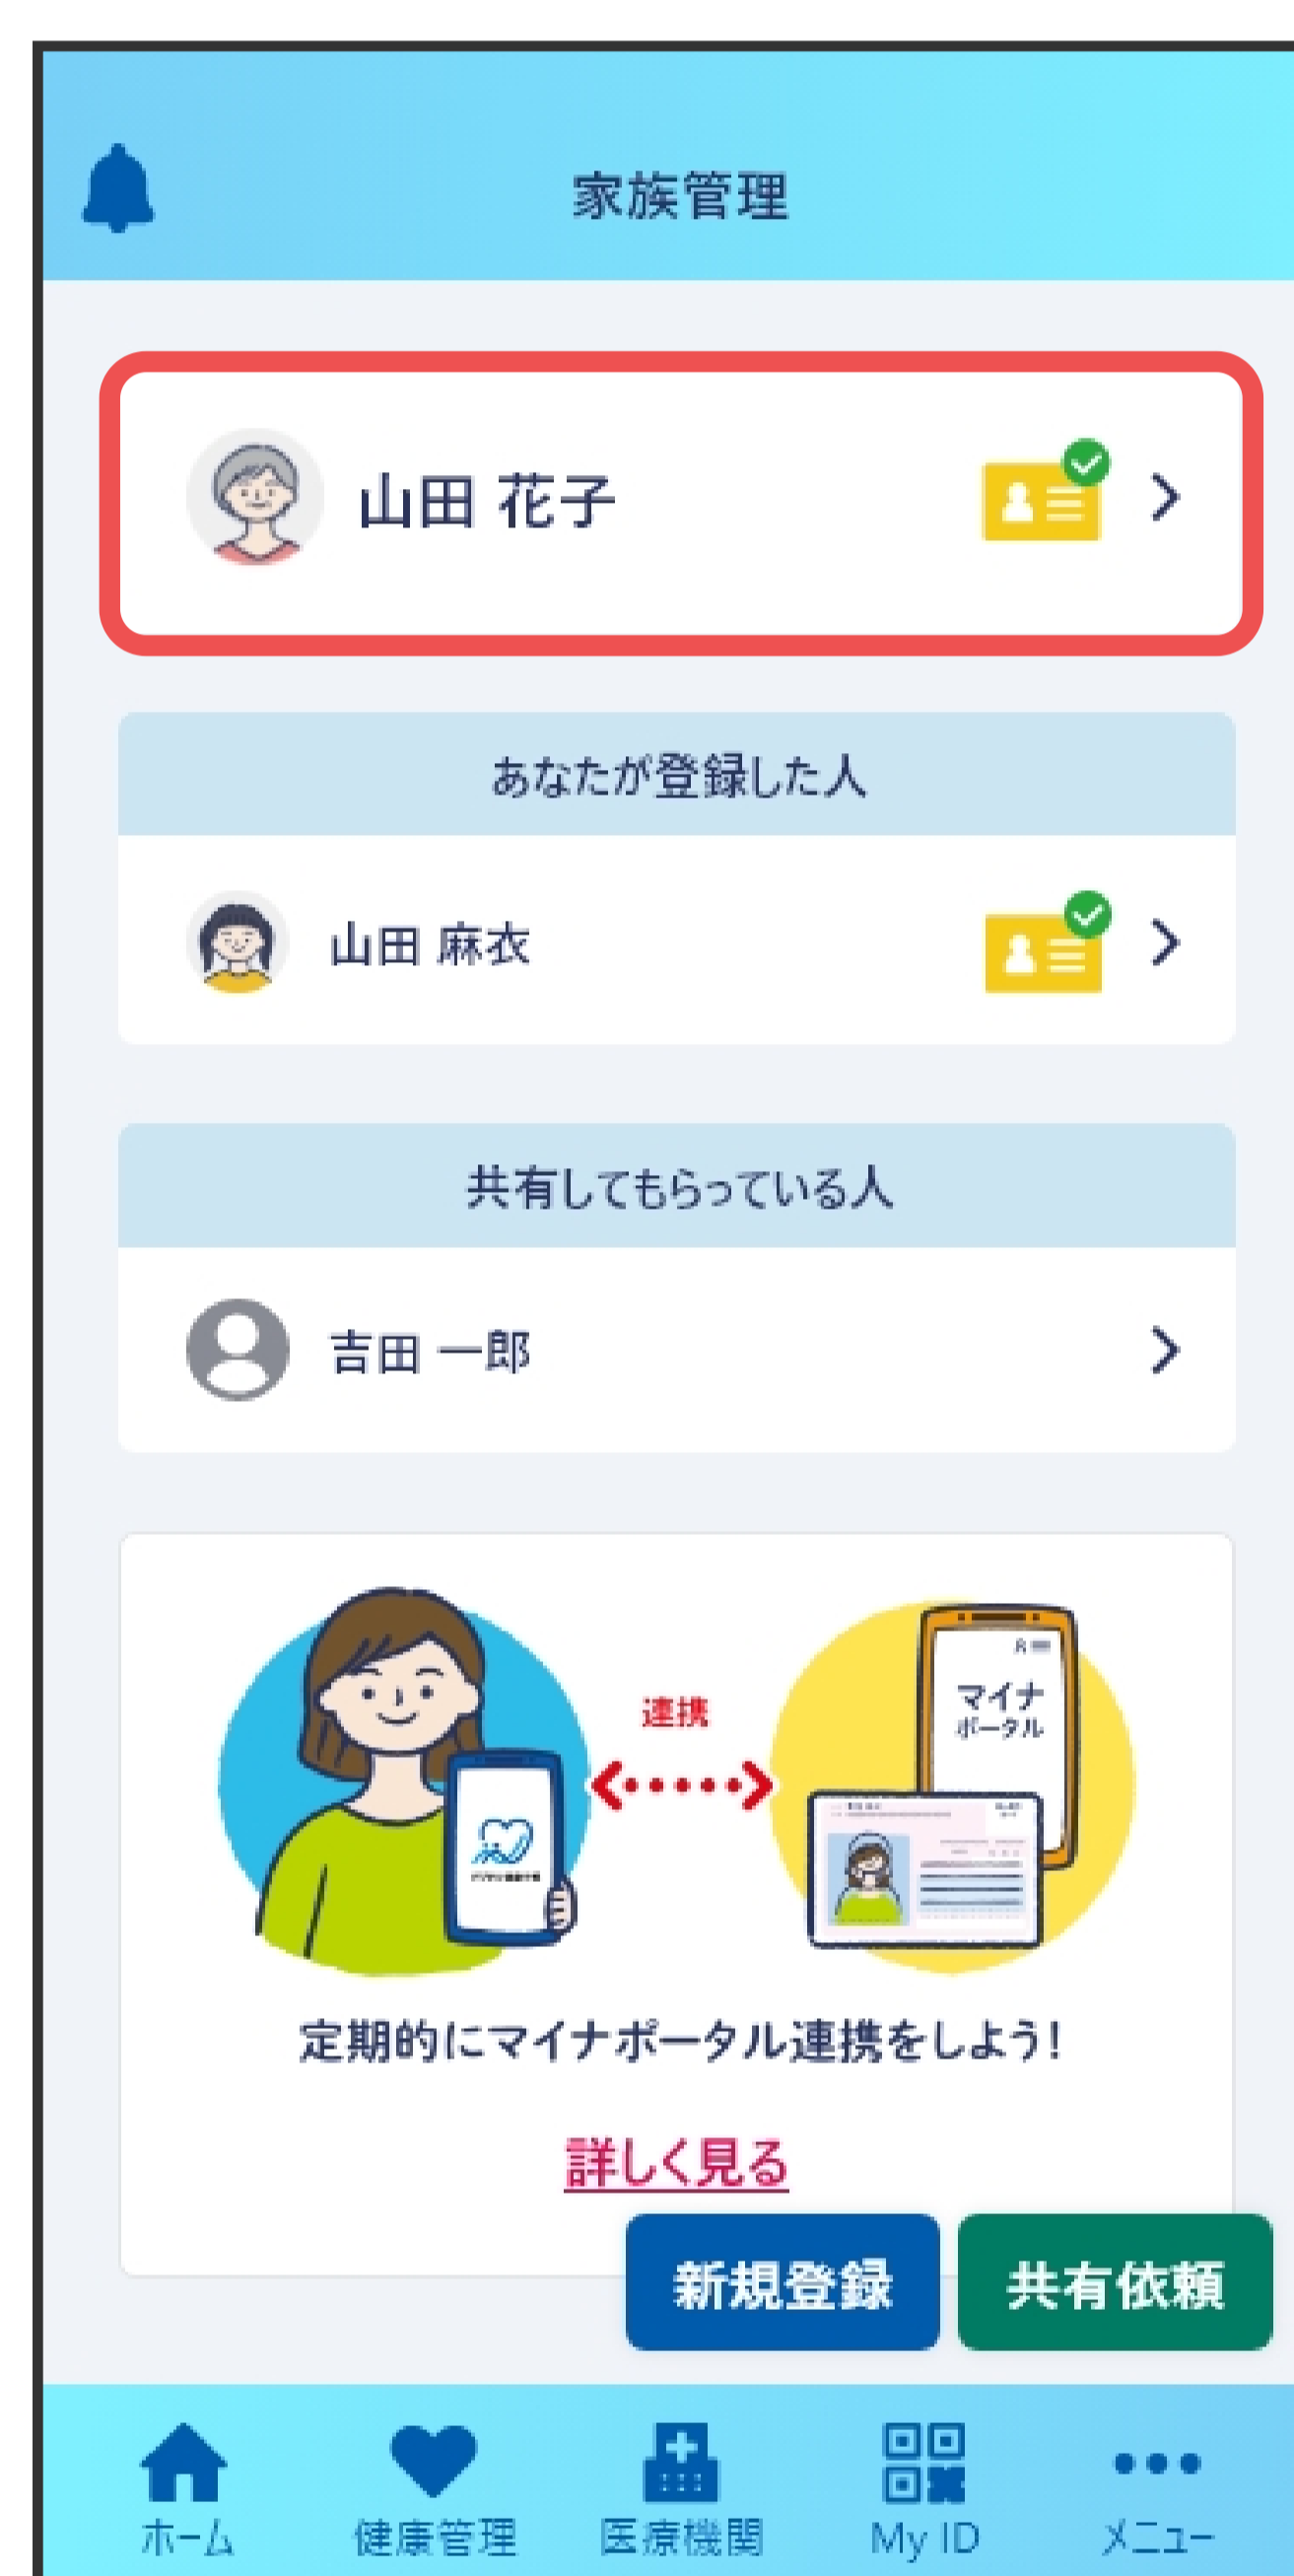 家族管理
山田 花子
あなたが登録した人
山田 麻衣
共有してもらっている人
吉田 一郎
連携
マイナ
ポータル
定期的にマイナポータル連携をしよう！
詳しく見る
新規登録
共有依頼
ホーム
健康管理
医療機関
My ID
メニュー